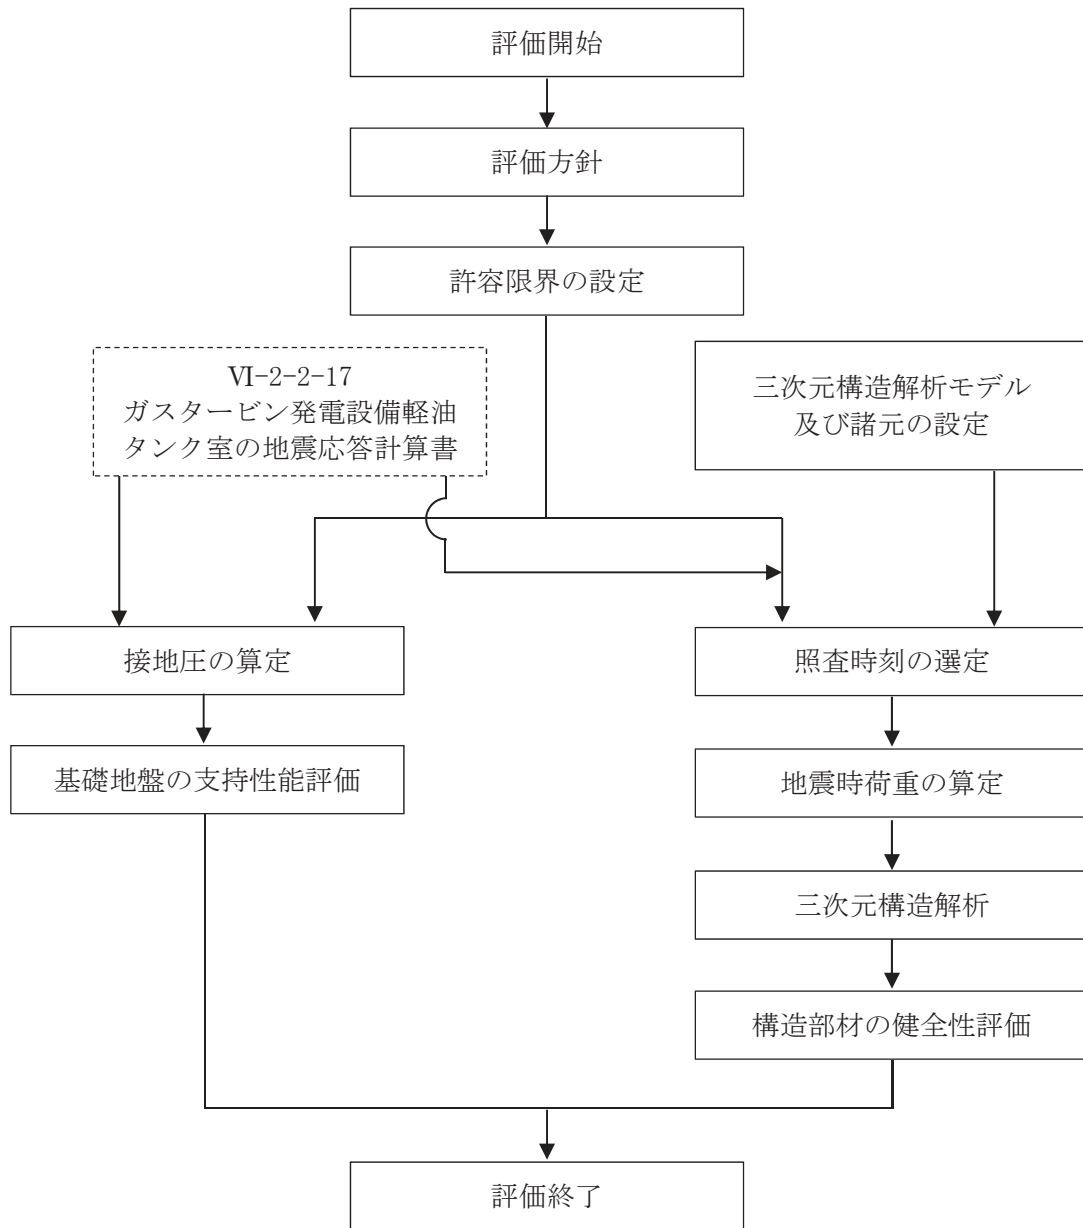 評価開始
評価方針
許容限界の設定
Ⅵ-2-2-17
ガスタービン発電設備軽油
タンク室の地震応答計算書
三次元構造解析モデル
及び諸元の設定
接地圧の算定
照査時刻の選定
基礎地盤の支持性能評価
地震時荷重の算定
三次元構造解析
構造部材の健全性評価
評価終了